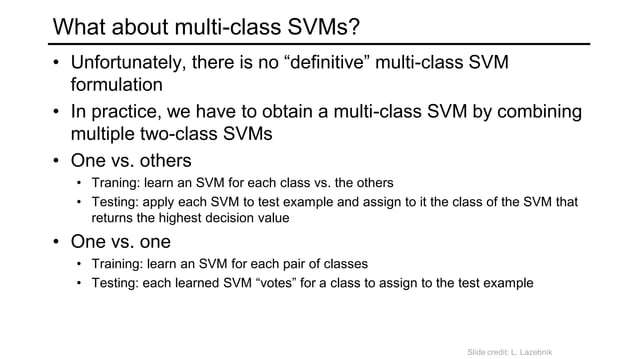 What about multi-class SVMs?
• Unfortunately, there is no “definitive” multi-class SVM
formulation
• In practice, we have to obtain a multi-class SVM by combining
multiple two-class SVMs
• One vs. others
• Traning: learn an SVM for each class vs. the others
• Testing: apply each SVM to test example and assign to it the class of the SVM that
returns the highest decision value
• One vs. one
• Training: learn an SVM for each pair of classes
• Testing: each learned SVM “votes” for a class to assign to the test example
Slide credit: L. Lazebnik